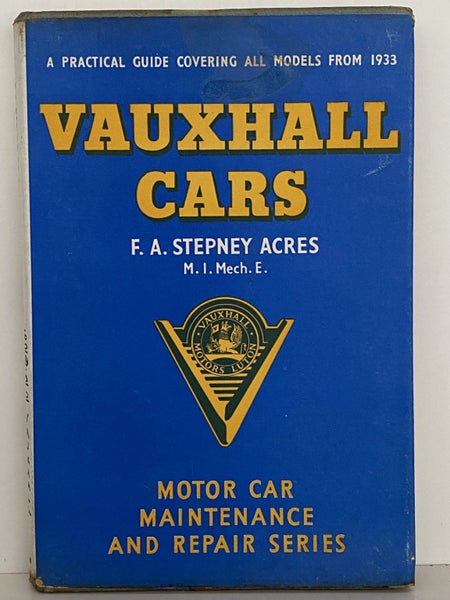 A PRACTICAL GUIDE COVERING ALL MODELS FROM 1933
VAUXHALL
CARS
F. A. STEPNEY ACRES
M. I. Mech. E.
VAUXHALL
MOTORS LUTON
MOTOR CAR
MAINTENANCE
AND REPAIR SERIES